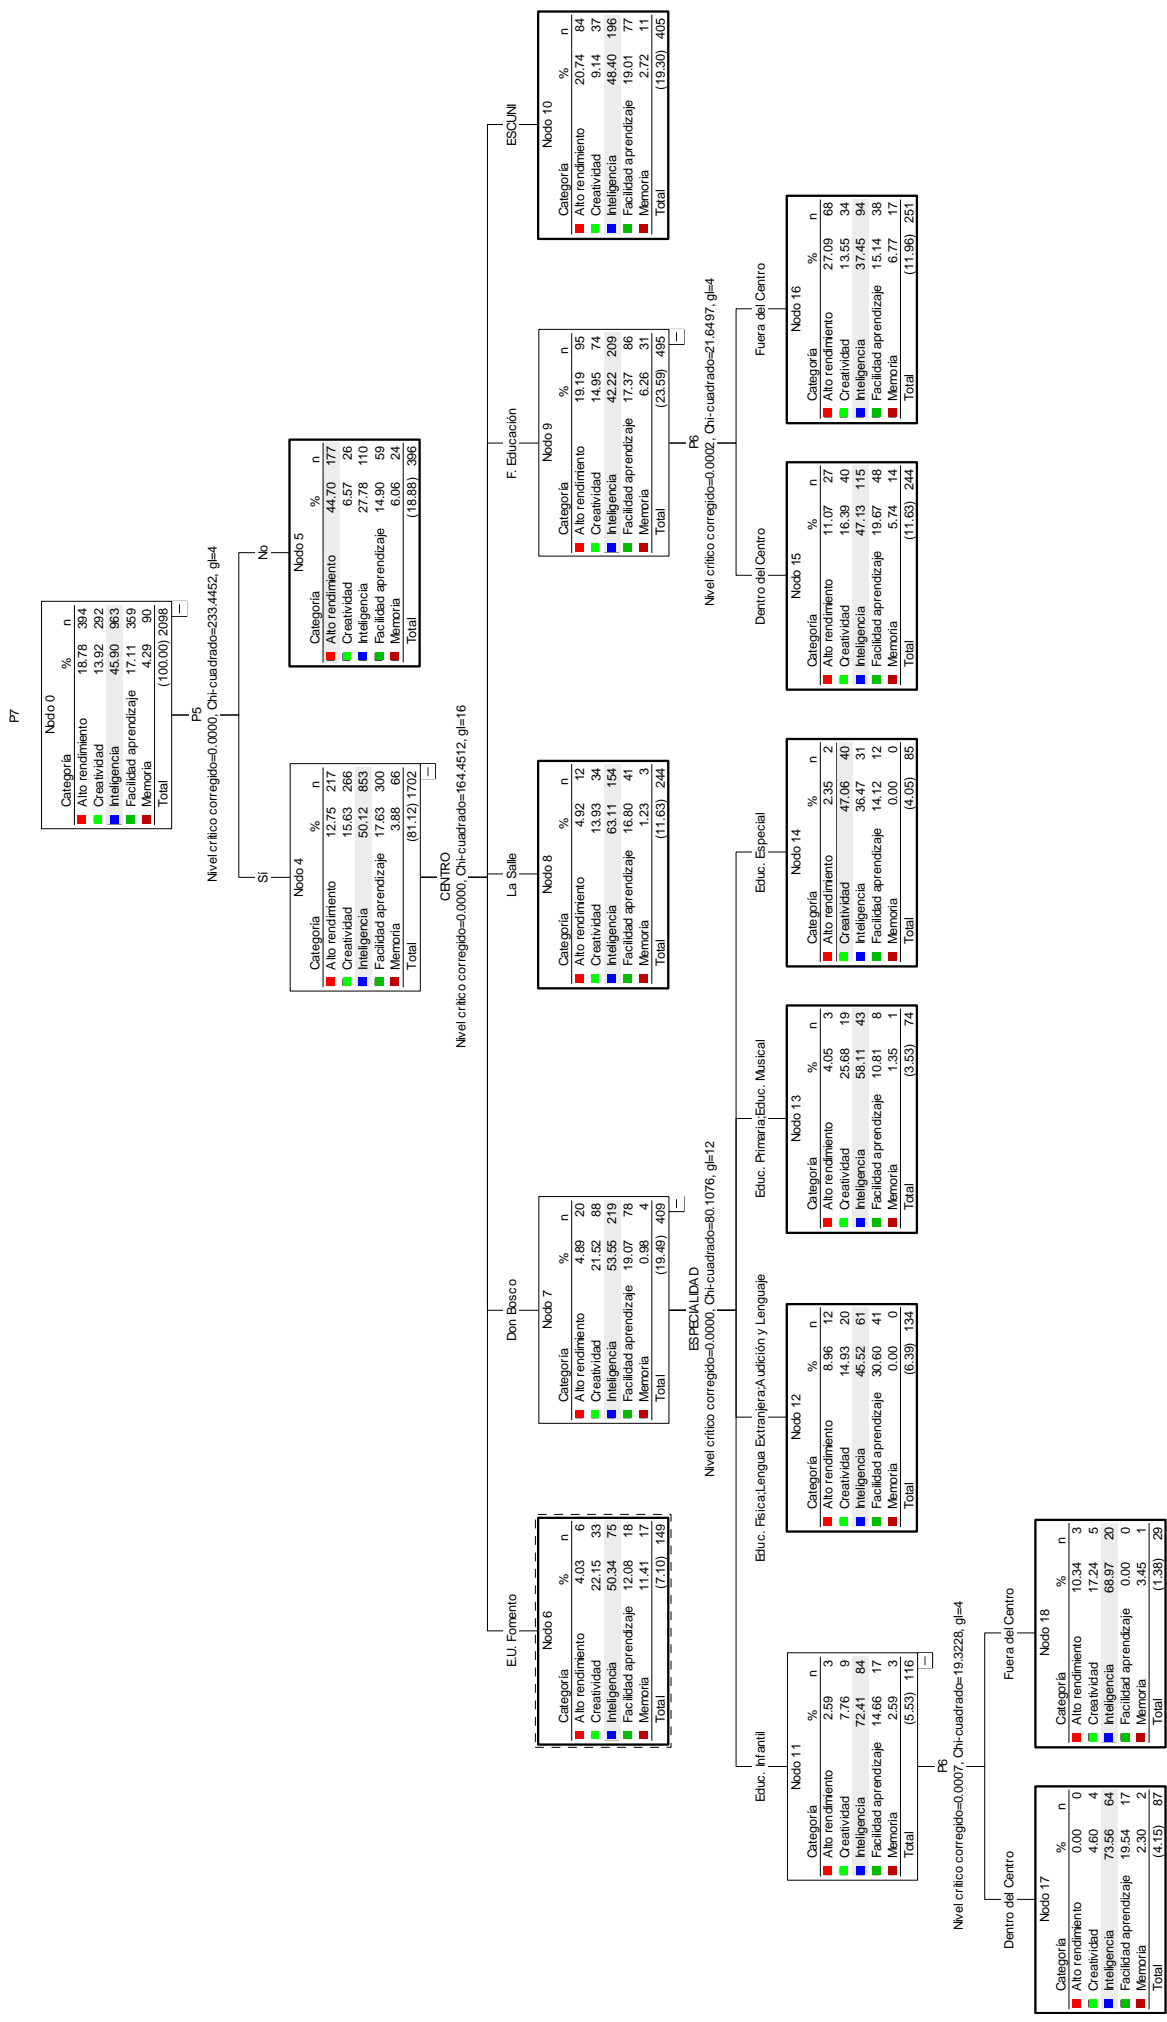 P7
Nodo 0
Categoría % n
Alto rendimiento 18.78 394
Creatividad 13.92 292
Inteligencia 45.90 963
Facilidad aprendizaje 17.11 359
Memoria 4.29 90
Total (100.00) 2098
P5
Nivel crítico corregido=0.0000, Chi-cuadrado=233.4452, gl=4
Sí
Nodo 4
Categoría % n
Alto rendimiento 12.75 217
Creatividad 15.63 266
Inteligencia 50.12 853
Facilidad aprendizaje 17.63 300
Memoria 3.88 66
Total (81.12) 1702
No
Nodo 5
Categoría % n
Alto rendimiento 44.70 177
Creatividad 6.57 26
Inteligencia 27.78 110
Facilidad aprendizaje 14.90 59
Memoria 6.06 24
Total (18.88) 396
CENTRO
Nivel crítico corregido=0.0000, Chi-cuadrado=164.4512, gl=16
E.U. Fomento
Nodo 6
Categoría % n
Alto rendimiento 4.03 6
Creatividad 22.15 33
Inteligencia 50.34 75
Facilidad aprendizaje 12.08 18
Memoria 11.41 17
Total (7.10) 149
Don Bosco
Nodo 7
Categoría % n
Alto rendimiento 4.89 20
Creatividad 21.52 88
Inteligencia 53.55 219
Facilidad aprendizaje 19.07 78
Memoria 0.98 4
Total (19.49) 409
La Salle
Nodo 8
Categoría % n
Alto rendimiento 4.92 12
Creatividad 13.93 34
Inteligencia 63.11 154
Facilidad aprendizaje 16.80 41
Memoria 1.23 3
Total (11.63) 244
F. Educación
Nodo 9
Categoría % n
Alto rendimiento 19.19 95
Creatividad 14.95 74
Inteligencia 42.22 209
Facilidad aprendizaje 17.37 86
Memoria 6.26 31
Total (23.59) 495
ESCUNI
Nodo 10
Categoría % n
Alto rendimiento 20.74 84
Creatividad 9.14 37
Inteligencia 48.40 196
Facilidad aprendizaje 19.01 77
Memoria 2.72 11
Total (19.30) 405
ESPECIALIDAD
Nivel crítico corregido=0.0000, Chi-cuadrado=80.1076, gl=12
P6
Nivel crítico corregido=0.0002, Chi-cuadrado=21.6497, gl=4
Educ. Infantil
Nodo 11
Categoría % n
Alto rendimiento 2.59 3
Creatividad 7.76 9
Inteligencia 72.41 84
Facilidad aprendizaje 14.66 17
Memoria 2.59 3
Total (5.53) 116
Educ. Física;Lengua Extranjera;Audición y Lenguaje
Nodo 12
Categoría % n
Alto rendimiento 8.96 12
Creatividad 14.93 20
Inteligencia 45.52 61
Facilidad aprendizaje 30.60 41
Memoria 0.00 0
Total (6.39) 134
Educ. Primaria;Educ. Musical
Nodo 13
Categoría % n
Alto rendimiento 4.05 3
Creatividad 25.68 19
Inteligencia 58.11 43
Facilidad aprendizaje 10.81 8
Memoria 1.35 1
Total (3.53) 74
Educ. Especial
Nodo 14
Categoría % n
Alto rendimiento 2.35 2
Creatividad 47.06 40
Inteligencia 36.47 31
Facilidad aprendizaje 14.12 12
Memoria 0.00 0
Total (4.05) 85
Dentro del Centro
Nodo 15
Categoría % n
Alto rendimiento 11.07 27
Creatividad 16.39 40
Inteligencia 47.13 115
Facilidad aprendizaje 19.67 48
Memoria 5.74 14
Total (11.63) 244
Fuera del Centro
Nodo 16
Categoría % n
Alto rendimiento 27.09 68
Creatividad 13.55 34
Inteligencia 37.45 94
Facilidad aprendizaje 15.14 38
Memoria 6.77 17
Total (11.96) 251
P6
Nivel crítico corregido=0.0007, Chi-cuadrado=19.3228, gl=4
Dentro del Centro
Nodo 17
Categoría % n
Alto rendimiento 0.00 0
Creatividad 4.60 4
Inteligencia 73.56 64
Facilidad aprendizaje 19.54 17
Memoria 2.30 2
Total (4.15) 87
Fuera del Centro
Nodo 18
Categoría % n
Alto rendimiento 10.34 3
Creatividad 17.24 5
Inteligencia 68.97 20
Facilidad aprendizaje 0.00 0
Memoria 3.45 1
Total (1.38) 29